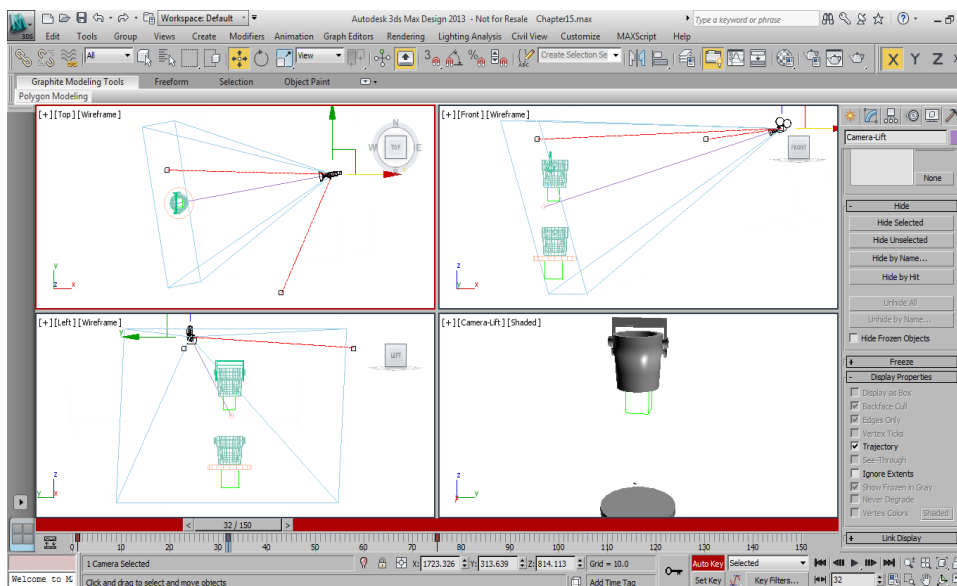 Workspace: Default
Autodesk 3ds Max Design 2013 - Not for Resale Chapter15.max
Type a keyword or phrase
3DS
Edit Tools Group Views Create Modifiers Animation Graph Editors Rendering Lighting Analysis Civil View Customize MAXScript Help
All View 3 Create Selection Se X Y Z
Graphite Modeling Tools Freeform Selection Object Paint
Polygon Modeling
[+][Top][Wireframe]
[+][Front][Wireframe]
N
W TOP E
FRONT
y
z x
z
x
[+][Left][Wireframe]
[+][Camera-Lift][Shaded]
y
LEFT
z
y x
z
y
Camera-Lift
None
- Hide
Hide Selected
Hide Unselected
Hide by Name...
Hide by Hit
Unhide All
Unhide by Name...
Hide Frozen Objects
+ Freeze
- Display Properties
Display as Box
Backface Cull
Edges Only
Vertex Ticks
Trajectory
See-Through
Ignore Extents
Show Frozen in Gray
Never Degrade
Vertex Colors Shaded
+ Link Display
< 32 / 150 >
0 10 20 30 40 50 60 70 80 90 100 110 120 130 140 150
1 Camera Selected X: 1723.326 Y: 313.639 Z: 814.113 Grid = 10.0 Auto Key Selected
Welcome to M Click and drag to select and move objects Add Time Tag Set Key Key Filters... 32